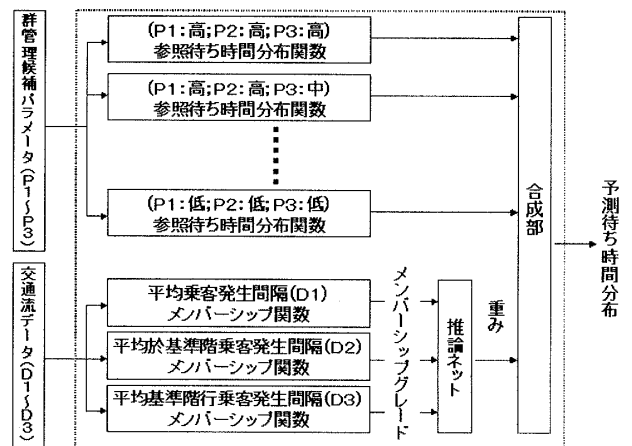 群管理候補パラメータ(P1〜P3)
(P1:高;P2:高;P3:高)
参照待ち時間分布関数
(P1:高;P2:高;P3:中)
参照待ち時間分布関数
(P1:低;P2:低;P3:低)
参照待ち時間分布関数
合成部
予測待ち時間分布
交通流データ(D1〜D3)
平均乗客発生間隔(D1)
メンバーシップ関数
平均於基準階乗客発生間隔(D2)
メンバーシップ関数
平均基準階行乗客発生間隔(D3)
メンバーシップ関数
メンバーシップグレード
推論ネット
重み